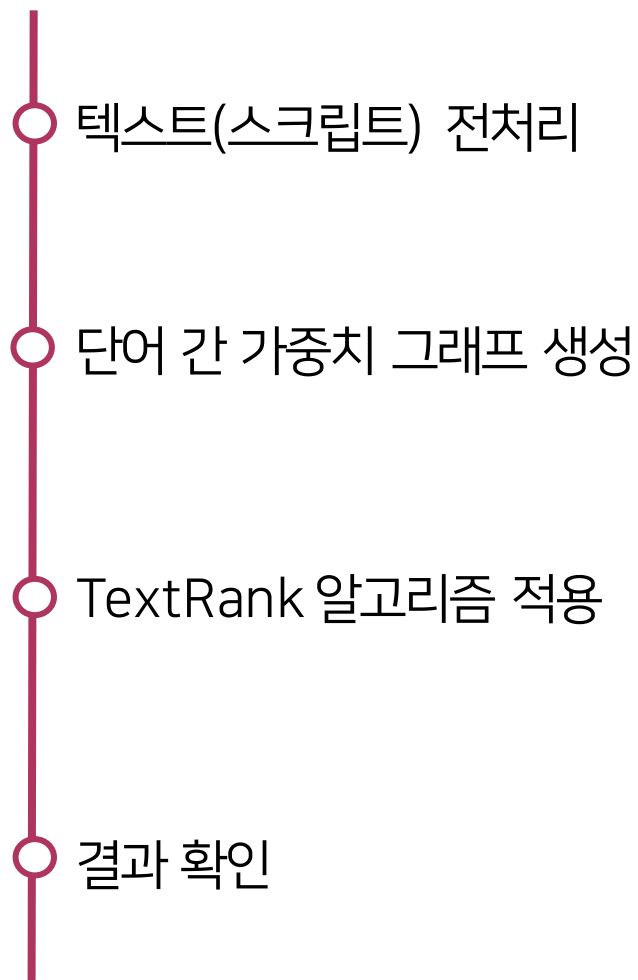 텍스트(스크립트) 전처리
단어 간 가중치 그래프 생성
TextRank 알고리즘 적용
결과 확인